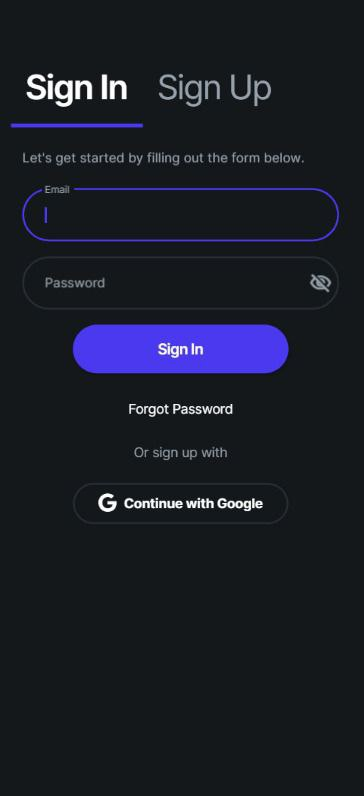 Sign In Sign Up
Let's get started by filling out the form below.
Email
Password
Sign In
Forgot Password
Or sign up with
G Continue with Google